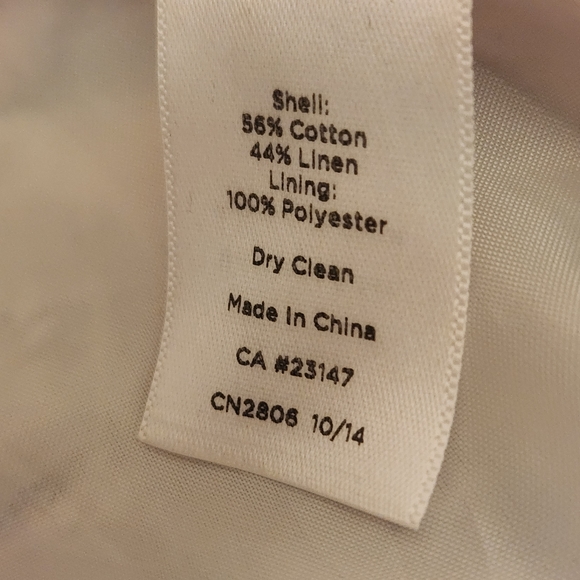 Shell:
56% Cotton
44% Linen
Lining:
100% Polyester
Dry Clean
Made In China
CA #23147
CN2806 10/14